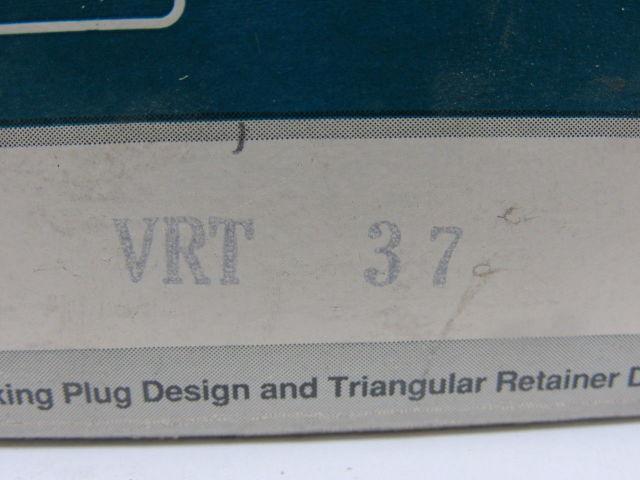 VRT 37
king Plug Design and Triangular Retainer D